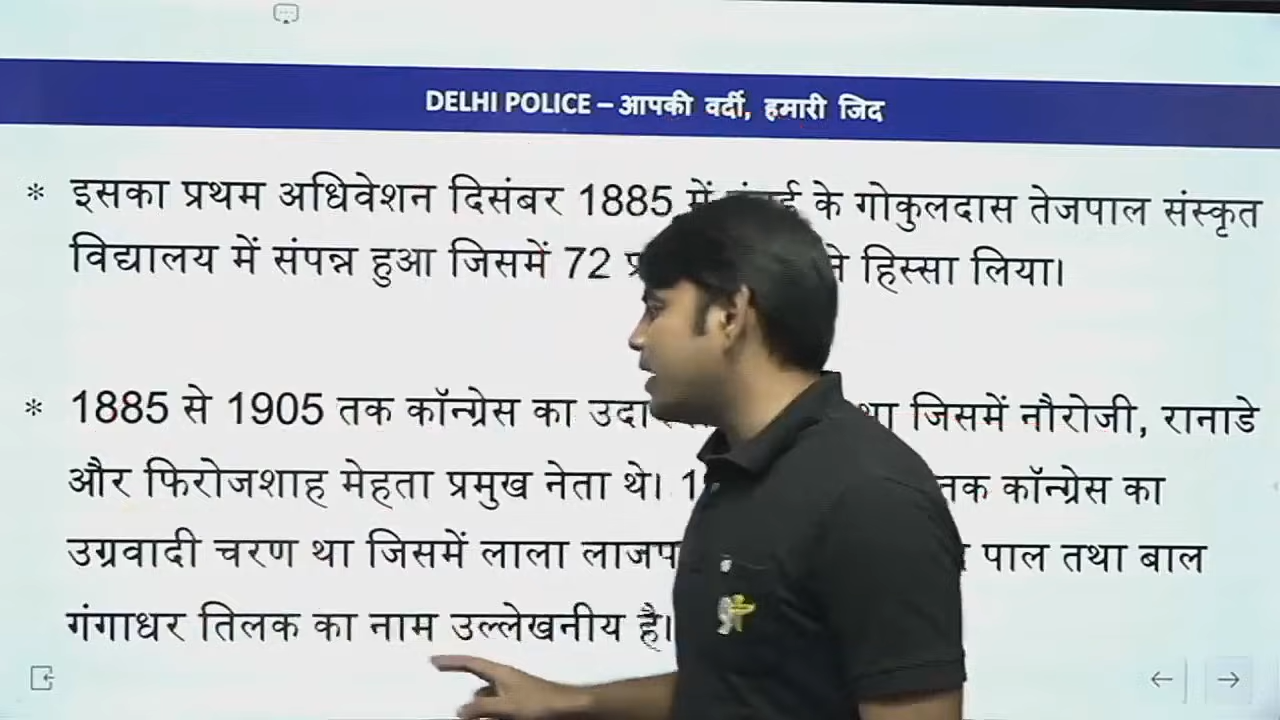 DELHI POLICE – आपकी वर्दी, हमारी जिद
* इसका प्रथम अधिवेशन दिसंबर 1885 में के गोकुलदास तेजपाल संस्कृत
विद्यालय में संपन्न हुआ जिसमें 72 ने हिस्सा लिया।
* 1885 से 1905 तक कॉन्ग्रेस का जिसमें नौरोजी, रानाडे
और फिरोजशाह मेहता प्रमुख नेता थे। तक कॉन्ग्रेस का
उग्रवादी चरण था जिसमें लाला पाल तथा बाल
गंगाधर तिलक का नाम उल्लेखनीय है।